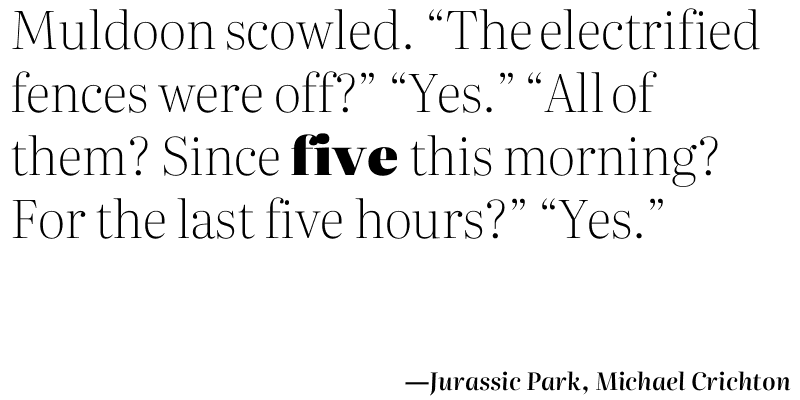 Muldoon scowled. “The electrified
fences were off?” “Yes.” “All of
them? Since five this morning?
For the last five hours?” “Yes.”
—Jurassic Park, Michael Crichton